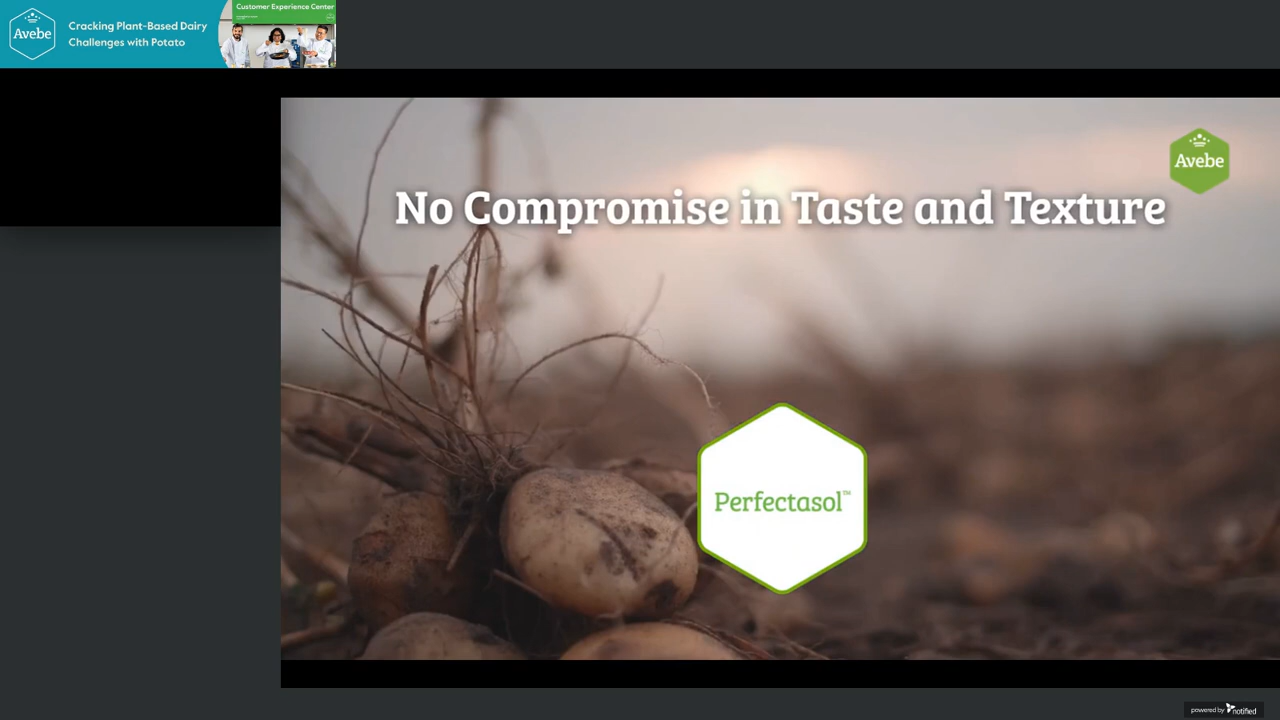 Avebe
Cracking Plant-Based Dairy
Challenges with Potato
Customer Experience Center
No Compromise in Taste and Texture
Avebe
Perfectasol™
powered by notified